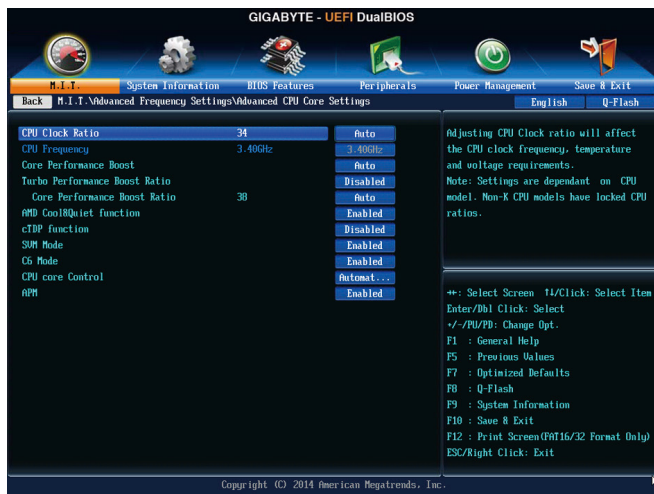 GIGABYTE - UEFI DualBIOS
M.I.T. System Information BIOS Features Peripherals Power Management Save & Exit
Back M.I.T.\Advanced Frequency Settings\Advanced CPU Core Settings English Q-Flash
CPU Clock Ratio 34 Auto
CPU Frequency 3.40GHz 3.40GHz
Core Performance Boost Auto
Turbo Performance Boost Ratio Disabled
Core Performance Boost Ratio 38 Auto
AMD Cool&Quiet function Enabled
cTDP function Disabled
SVM Mode Enabled
C6 Mode Enabled
CPU core Control Automat...
APM Enabled
Adjusting CPU Clock ratio will affect
the CPU clock frequency, temperature
and voltage requirements.
Note: Settings are dependant on CPU
model. Non-K CPU models have locked CPU
ratios.
→←: Select Screen ↑↓/Click: Select Item
Enter/Dbl Click: Select
+/-/PU/PD: Change Opt.
F1 : General Help
F5 : Previous Values
F7 : Optimized Defaults
F8 : Q-Flash
F9 : System Information
F10 : Save & Exit
F12 : Print Screen(FAT16/32 Format Only)
ESC/Right Click: Exit
Copyright (C) 2014 American Megatrends, Inc.